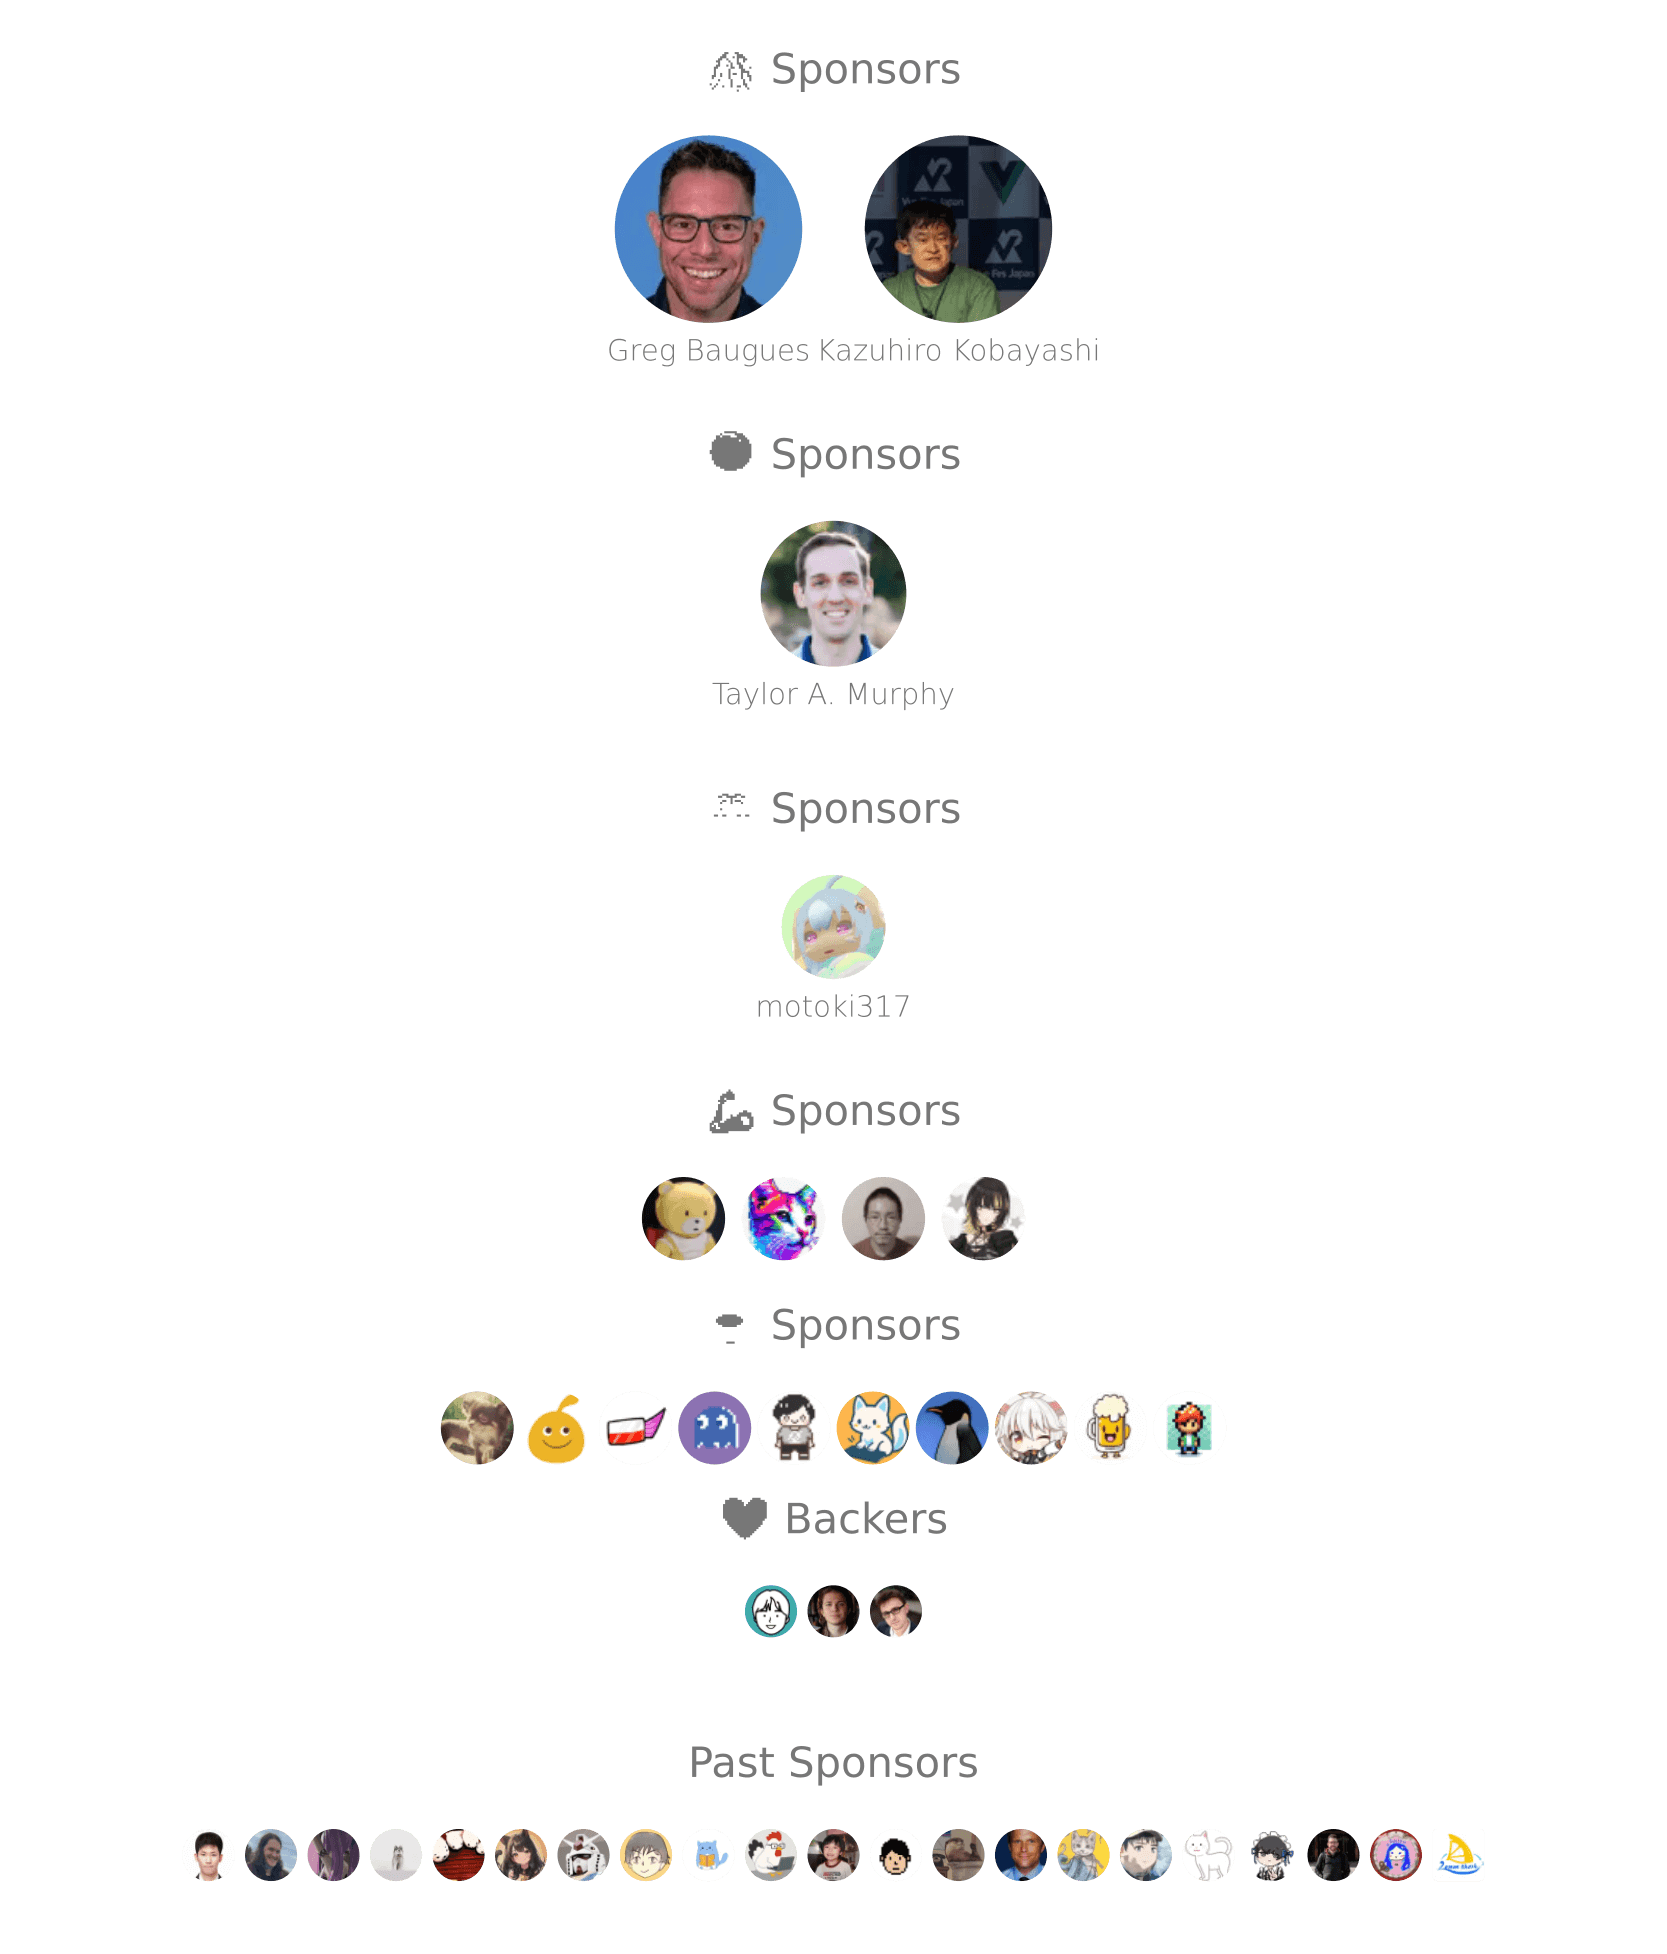 Sponsors
Greg Baugues Kazuhiro Kobayashi
Sponsors
Taylor A. Murphy
Sponsors
motoki317
Sponsors
Sponsors
Backers
Past Sponsors